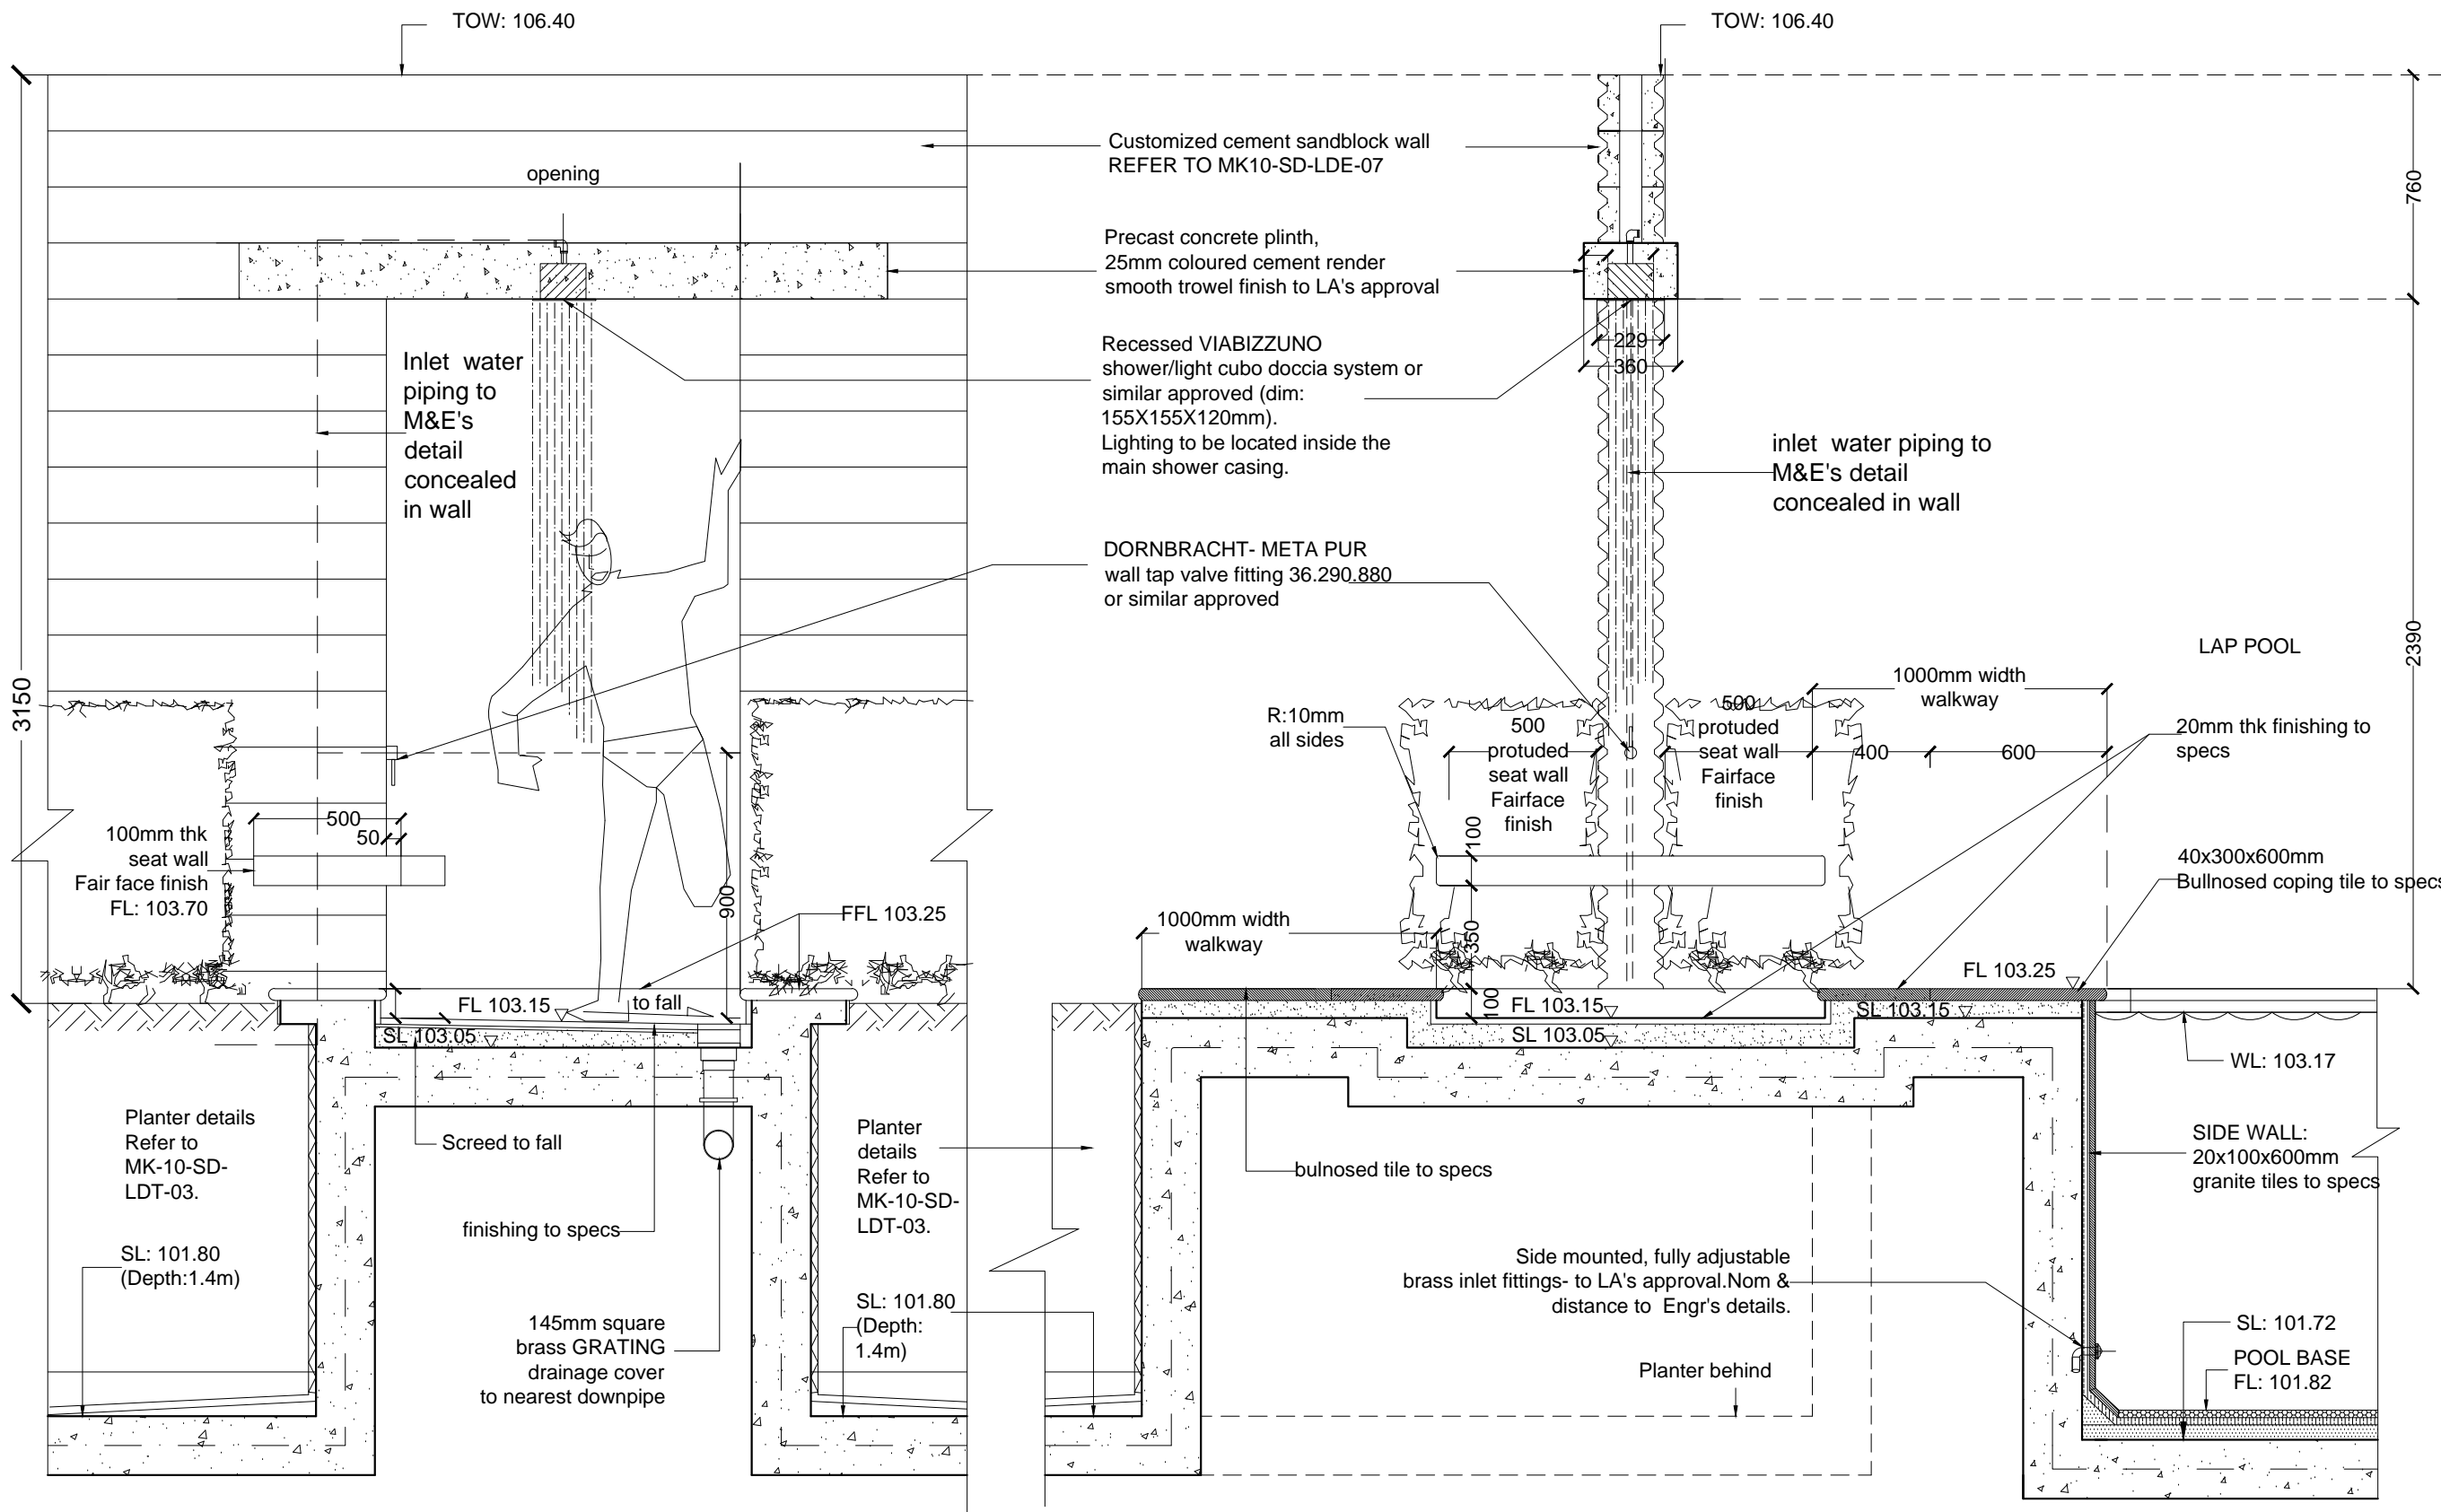 TOW: 106.40
TOW: 106.40
Customized cement sandblock wall
REFER TO MK10-SD-LDE-07
opening
760
Precast concrete plinth,
25mm coloured cement render
smooth trowel finish to LA's approval
Recessed VIABIZZUNO
shower/light cubo doccia system or
similar approved (dim:
155X155X120mm).
Lighting to be located inside the
main shower casing.
229
360
Inlet water
piping to
M&E's
detail
concealed
in wall
inlet water piping to
M&E's detail
concealed in wall
DORNBRACHT- META PUR
wall tap valve fitting 36.290.880
or similar approved
3150
2390
LAP POOL
1000mm width
walkway
R:10mm
all sides
500
protuded
seat wall
Fairface
finish
500
protuded
seat wall
Fairface
finish
400
600
20mm thk finishing to
specs
100mm thk
seat wall
Fair face finish
FL: 103.70
500
50
900
100
350
100
40x300x600mm
Bullnosed coping tile to specs
FFL 103.25
1000mm width
walkway
FL 103.25
FL 103.15
to fall
SL 103.05
FL 103.15
SL 103.05
SL 103.15
WL: 103.17
Planter details
Refer to
MK-10-SD-
LDT-03.
Screed to fall
Planter
details
Refer to
MK-10-SD-
LDT-03.
bulnosed tile to specs
SIDE WALL:
20x100x600mm
granite tiles to specs
finishing to specs
SL: 101.80
(Depth:1.4m)
SL: 101.80
(Depth:
1.4m)
Side mounted, fully adjustable
brass inlet fittings- to LA's approval.Nom &
distance to Engr's details.
145mm square
brass GRATING
drainage cover
to nearest downpipe
Planter behind
SL: 101.72
POOL BASE
FL: 101.82